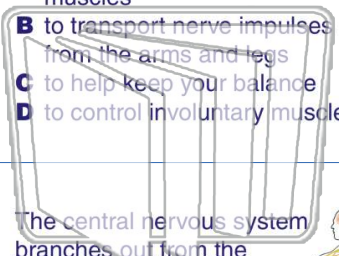 muscles
B to transport nerve impulses
from the arms and legs
C to help keep your balance
D to control involuntary muscle
The central nervous system
branches out from the